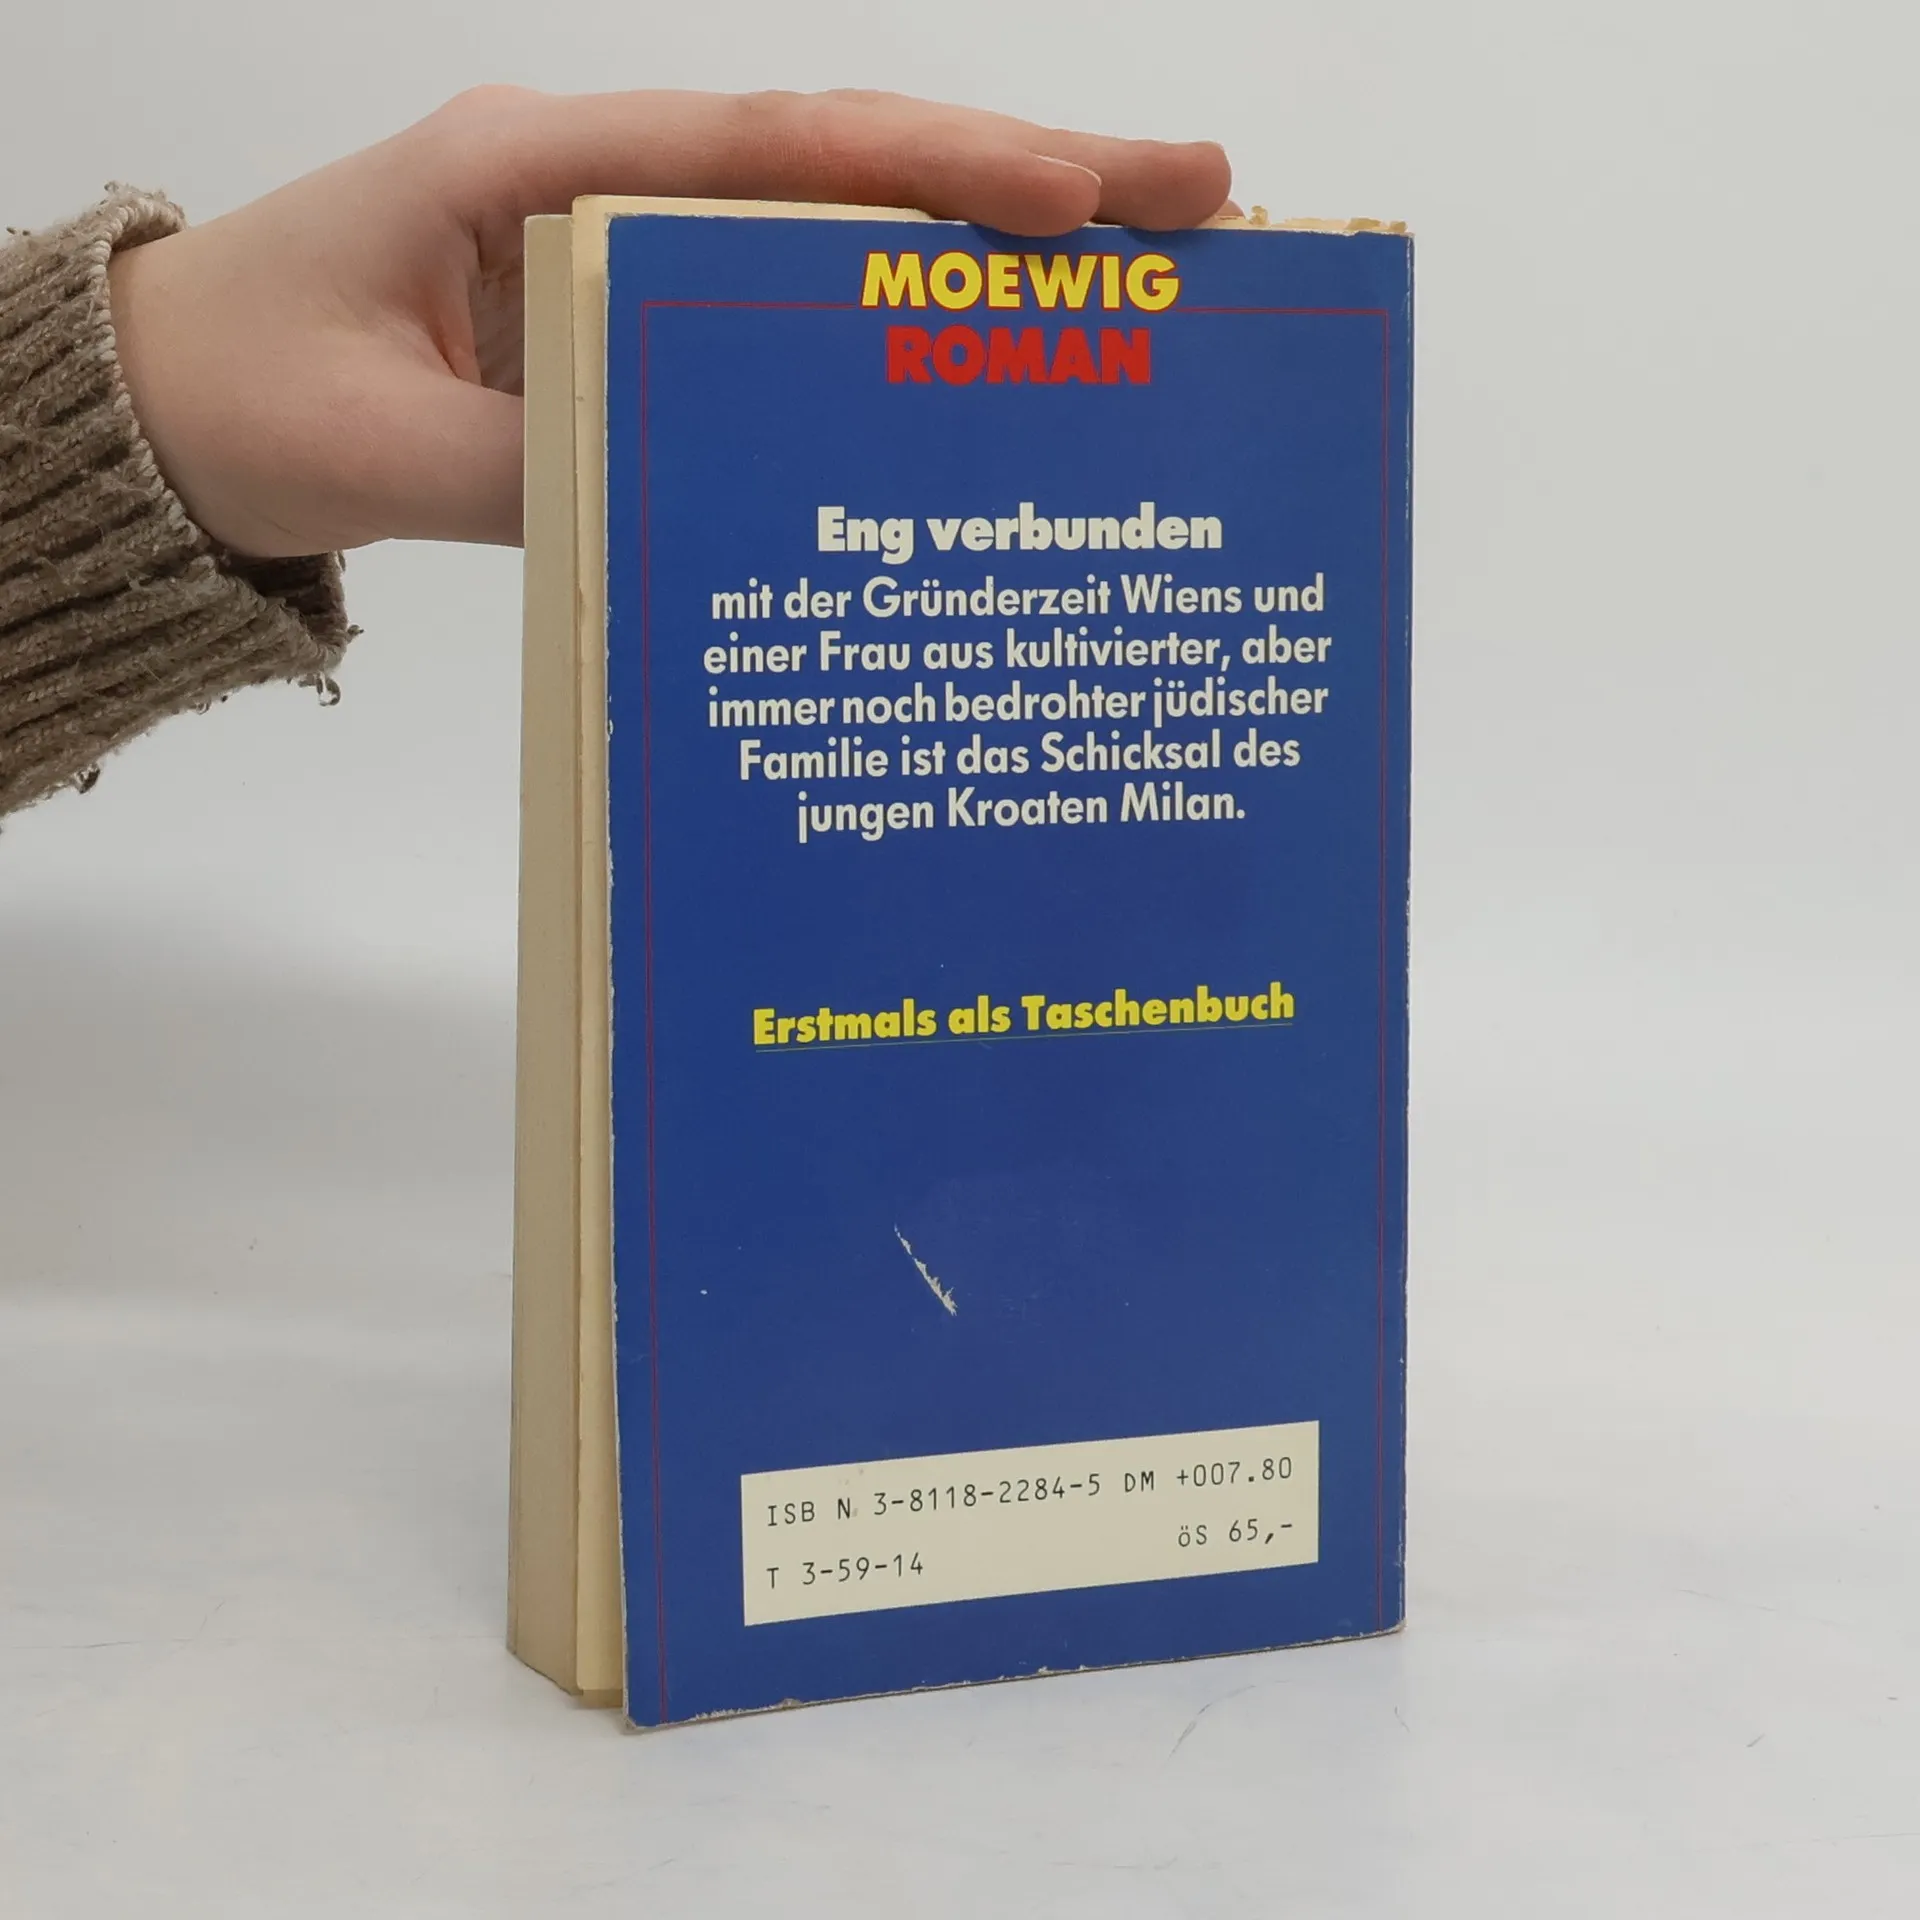 MOEWIG
ROMAN
Eng verbunden
mit der Gründerzeit Wiens und
einer Frau aus kultivierter, aber
immer noch bedrohter jüdischer
Familie ist das Schicksal des
jungen Kroaten Milan.
Erstmals als Taschenbuch
ISB N 3-8118-2284-5 DM +007.80
öS 65,-
T 3-59-14